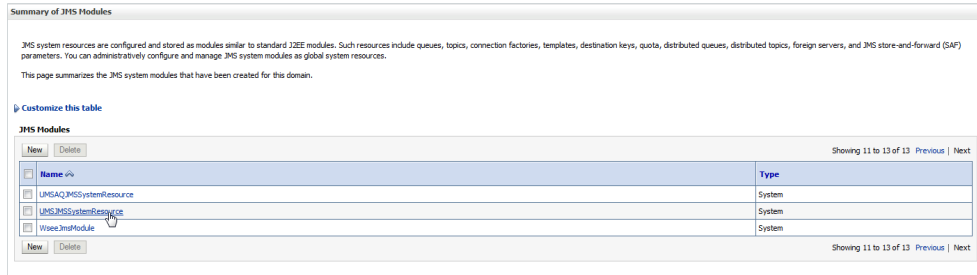 Summary of JMS Modules
JMS system resources are configured and stored as modules similar to standard J2EE modules. Such resources include queues, topics, connection factories, templates, destination keys, quota, distributed queues, distributed topics, foreign servers, and JMS store-and-forward (SAF)
parameters. You can administratively configure and manage JMS system modules as global system resources.
This page summarizes the JMS system modules that have been created for this domain.
Customize this table
JMS Modules
New Delete Showing 11 to 13 of 13 Previous | Next
Name Type
UMSAQJMSSystemResource System
UMSJMSSystemResource System
WseeJmsModule System
New Delete Showing 11 to 13 of 13 Previous | Next